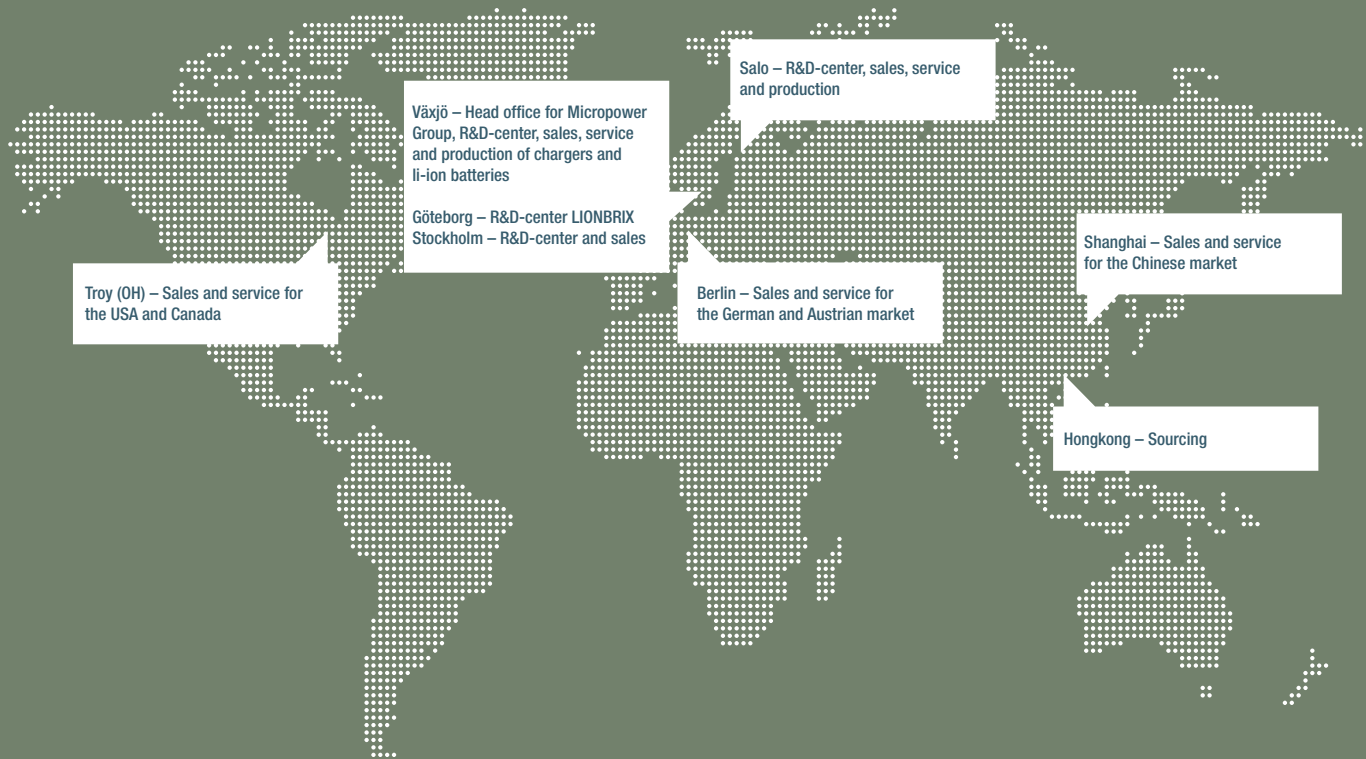 Salo – R&D-center, sales, service
and production
Växjö – Head office for Micropower
Group, R&D-center, sales, service
and production of chargers and
li-ion batteries
Göteborg – R&D-center LIONBRIX
Stockholm – R&D-center and sales
Shanghai – Sales and service
for the Chinese market
Troy (OH) – Sales and service for
the USA and Canada
Berlin – Sales and service for
the German and Austrian market
Hongkong – Sourcing